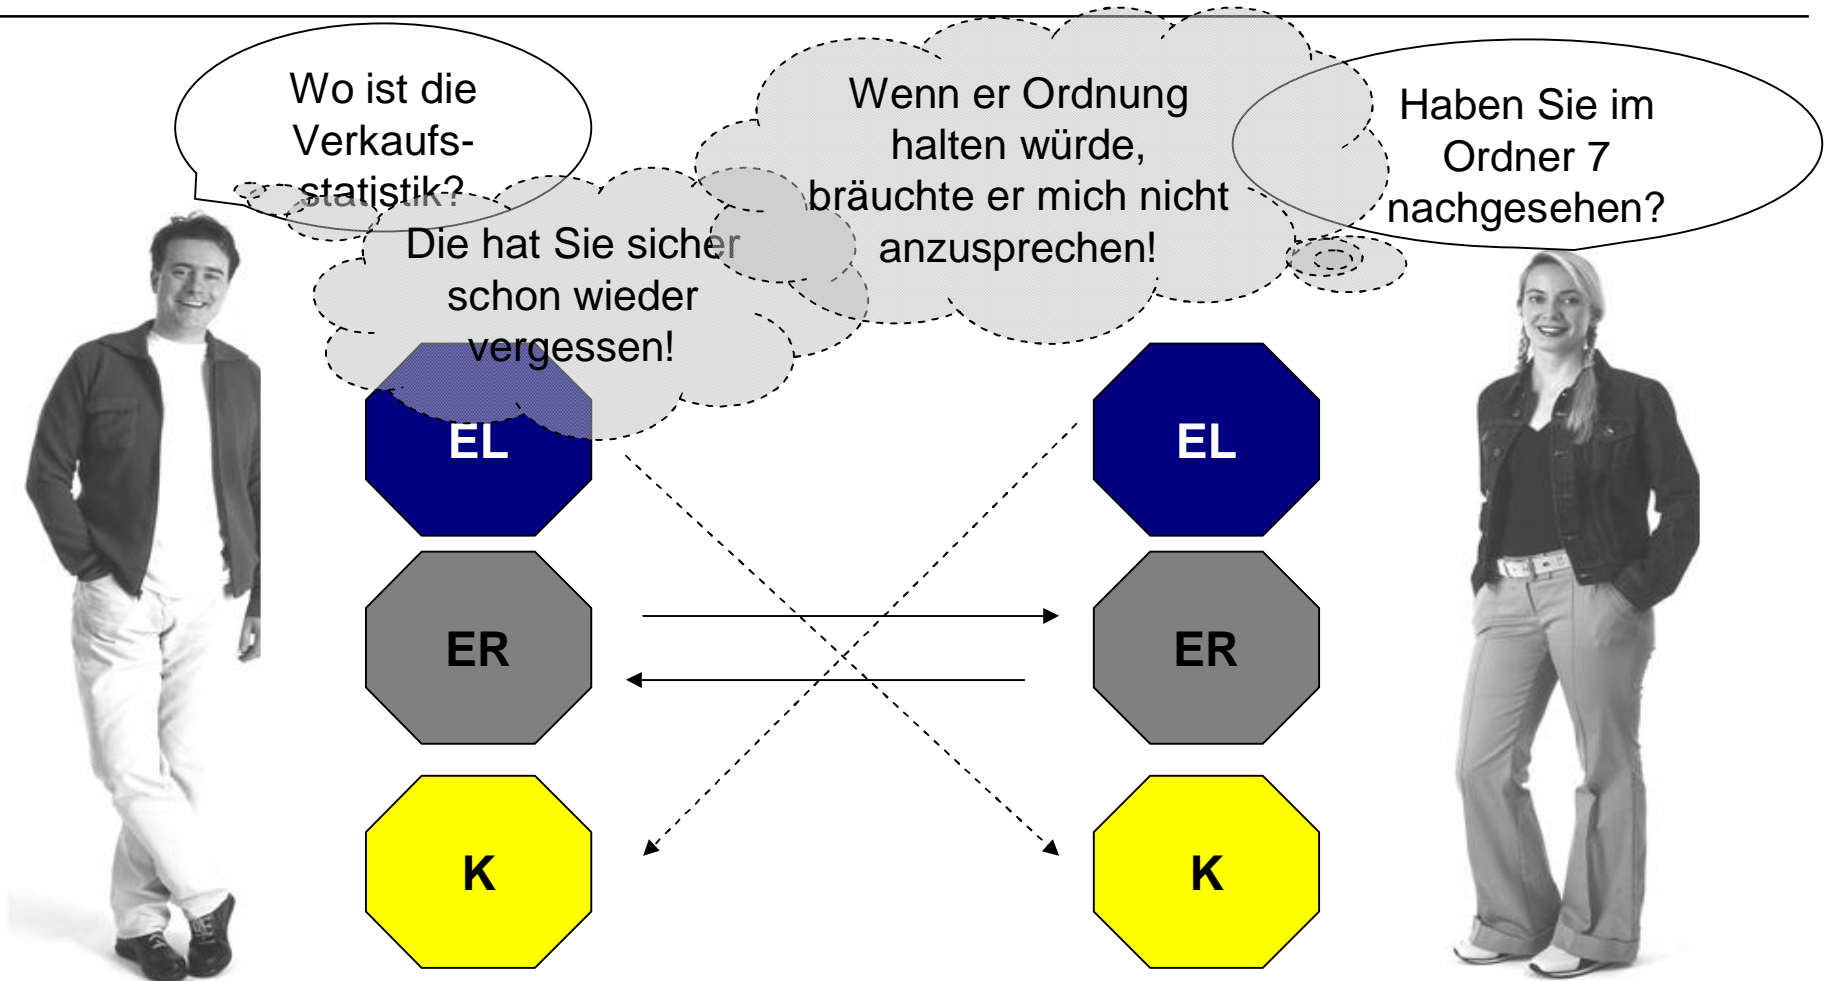 Wo ist die
Verkaufs-
statistik?
Die hat Sie sicher
schon wieder
vergessen!
Wenn er Ordnung
halten würde,
bräuchte er mich nicht
anzusprechen!
Haben Sie im
Ordner 7
nachgesehen?
EL
EL
ER
ER
K
K